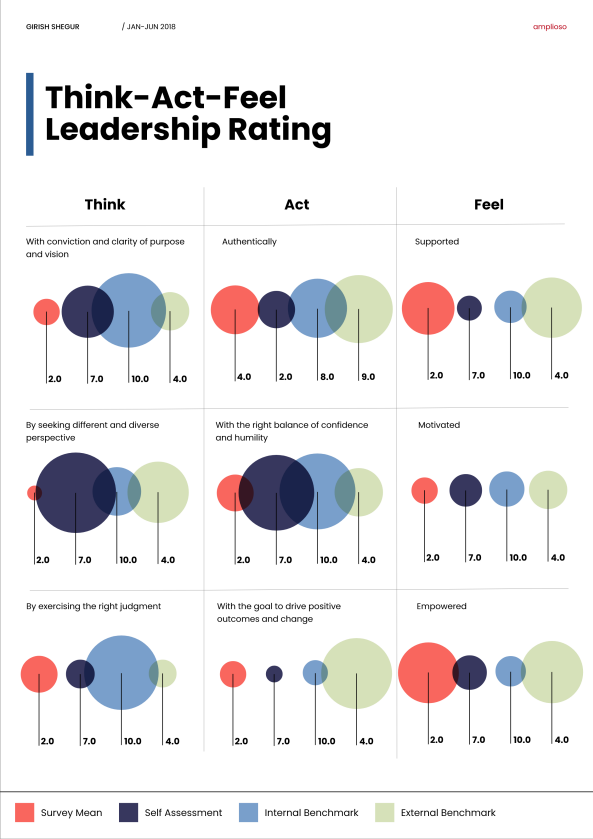 GIRISH SHEGUR / JAN-JUN 2018 amplioso
Think-Act-Feel
Leadership Rating
Think Act Feel
With conviction and clarity of purpose
and vision
2.0 7.0 10.0 4.0
Authentically
4.0 2.0 8.0 9.0
Supported
2.0 7.0 10.0 4.0
By seeking different and diverse
perspective
2.0 7.0 10.0 4.0
With the right balance of confidence
and humility
2.0 7.0 10.0 4.0
Motivated
2.0 7.0 10.0 4.0
By exercising the right judgment
2.0 7.0 10.0 4.0
With the goal to drive positive
outcomes and change
2.0 7.0 10.0 4.0
Empowered
2.0 7.0 10.0 4.0
Survey Mean Self Assessment Internal Benchmark External Benchmark